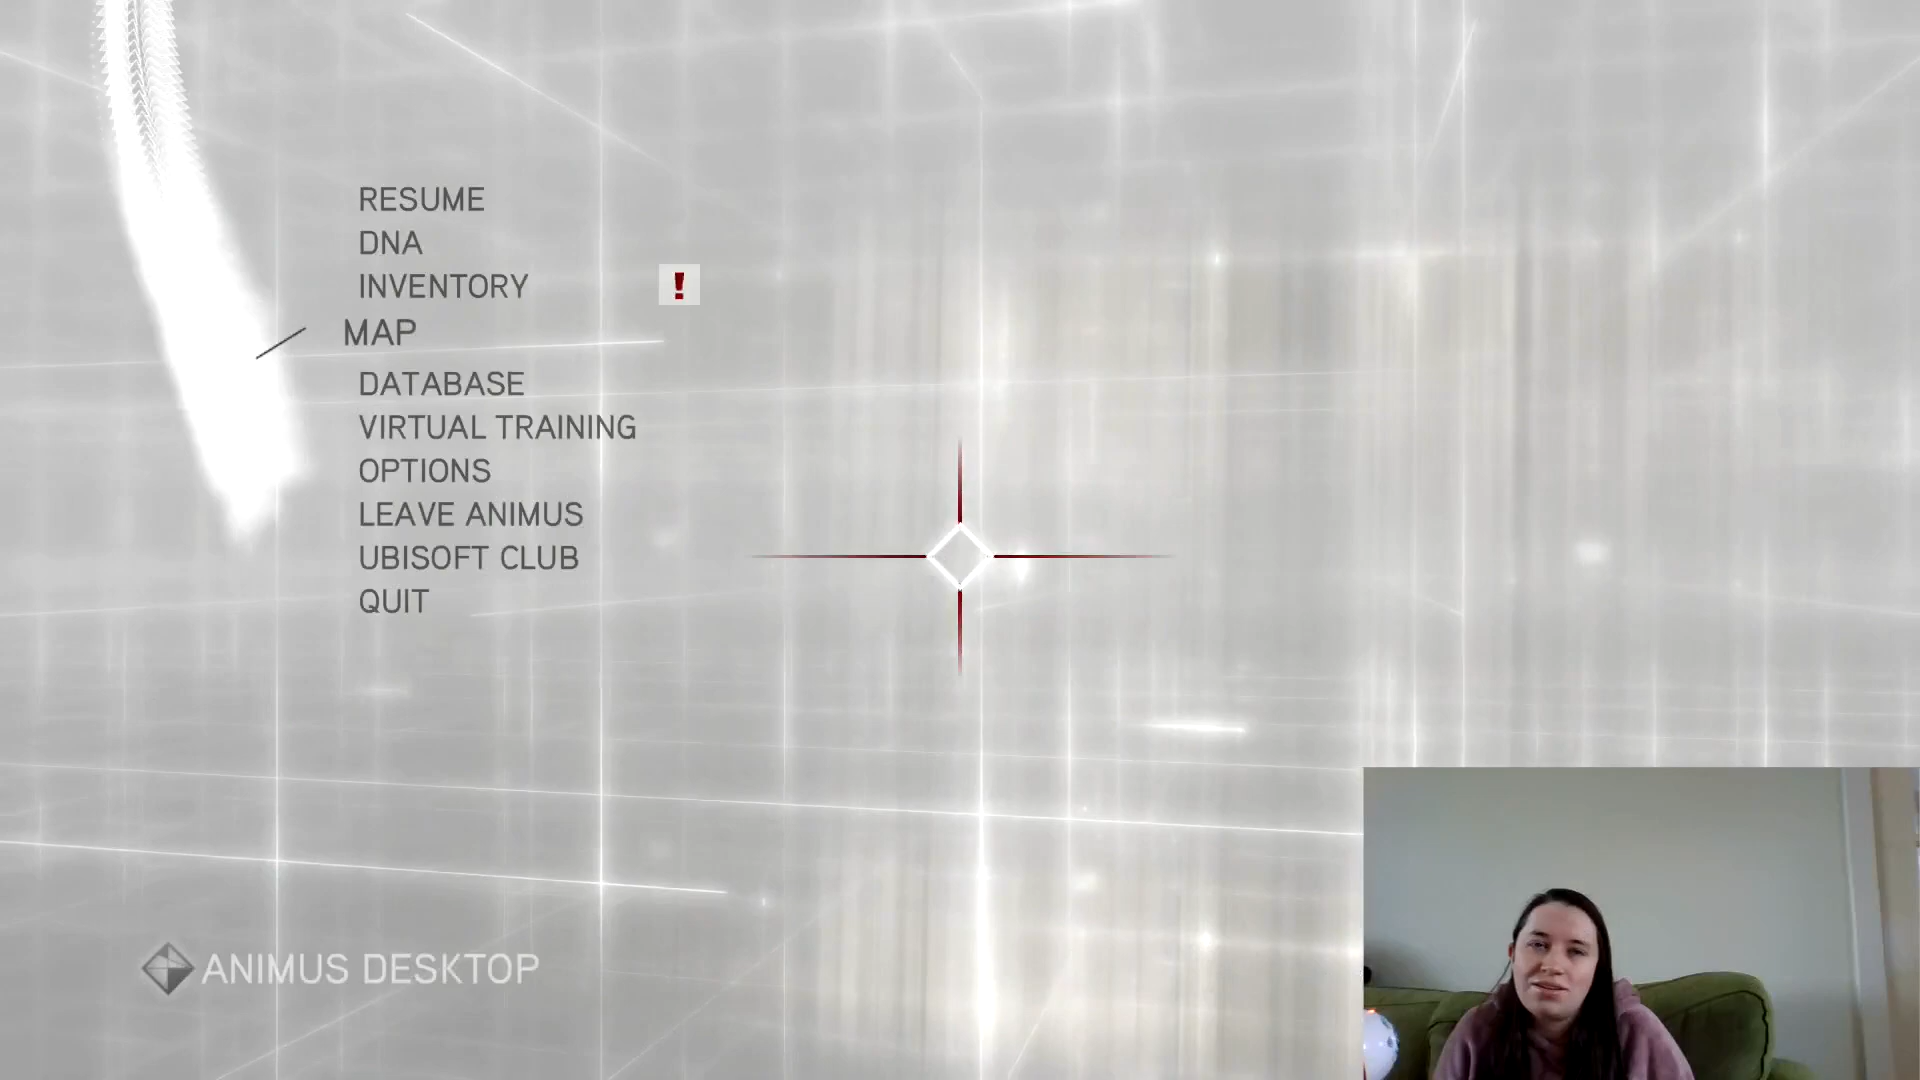 RESUME
DNA
INVENTORY !
MAP
DATABASE
VIRTUAL TRAINING
OPTIONS
LEAVE ANIMUS
UBISOFT CLUB
QUIT
ANIMUS DESKTOP